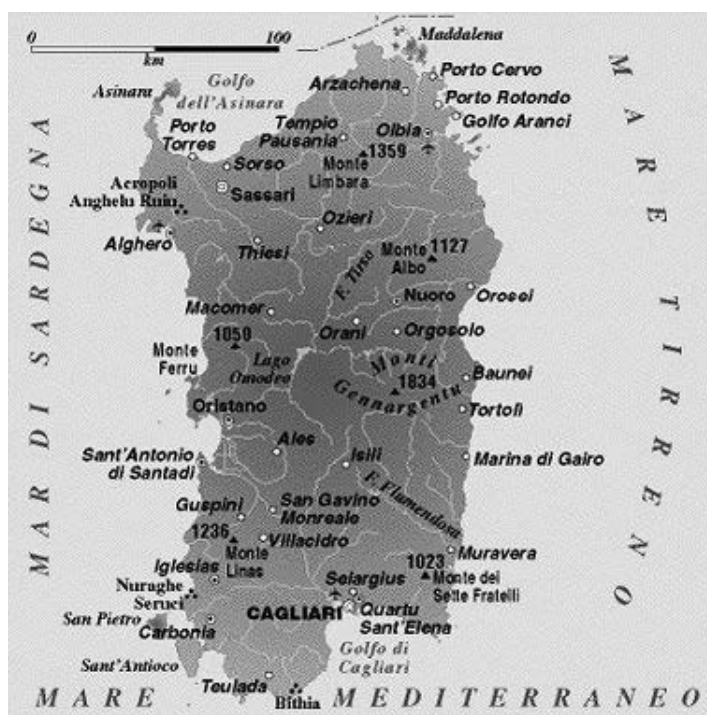 0 100
km
Maddalena
Porto Cervo
Arzachena
Asinara
Golfo
dell'Asinara
Porto Rotondo
Golfo Aranci
Porto
Torres
Tempio
Pausania
Olbia
Sorso
1359
Monte
Limbara
Sassari
Acropoli
Anghelu Ruiu
Ozieri
Alghero
Thiesi
Monte
Albo
1127
F. Tirso
Nuoro
Orosei
Macomer
Orani
Orgosolo
1050
Monte
Ferru
Lago
Omodeo
Monti
Gennargentu
1834
Baunei
Tortolì
Oristano
Ales
Isili
Sant'Antonio
di Santadi
Marina di Gairo
F. Flumendosa
Guspini
San Gavino
Monreale
1236
Monte
Linas
Villacidro
Muravera
1023
Monte dei
Sette Fratelli
Iglesias
Nuraghe
Seruci
Selargius
CAGLIARI
Quartu
Sant'Elena
San Pietro
Carbonia
Golfo di
Cagliari
Sant'Antioco
Teulada
Bithia
MAR DI SARDEGNA
MARE TIRRENO
MARE MEDITERRANEO